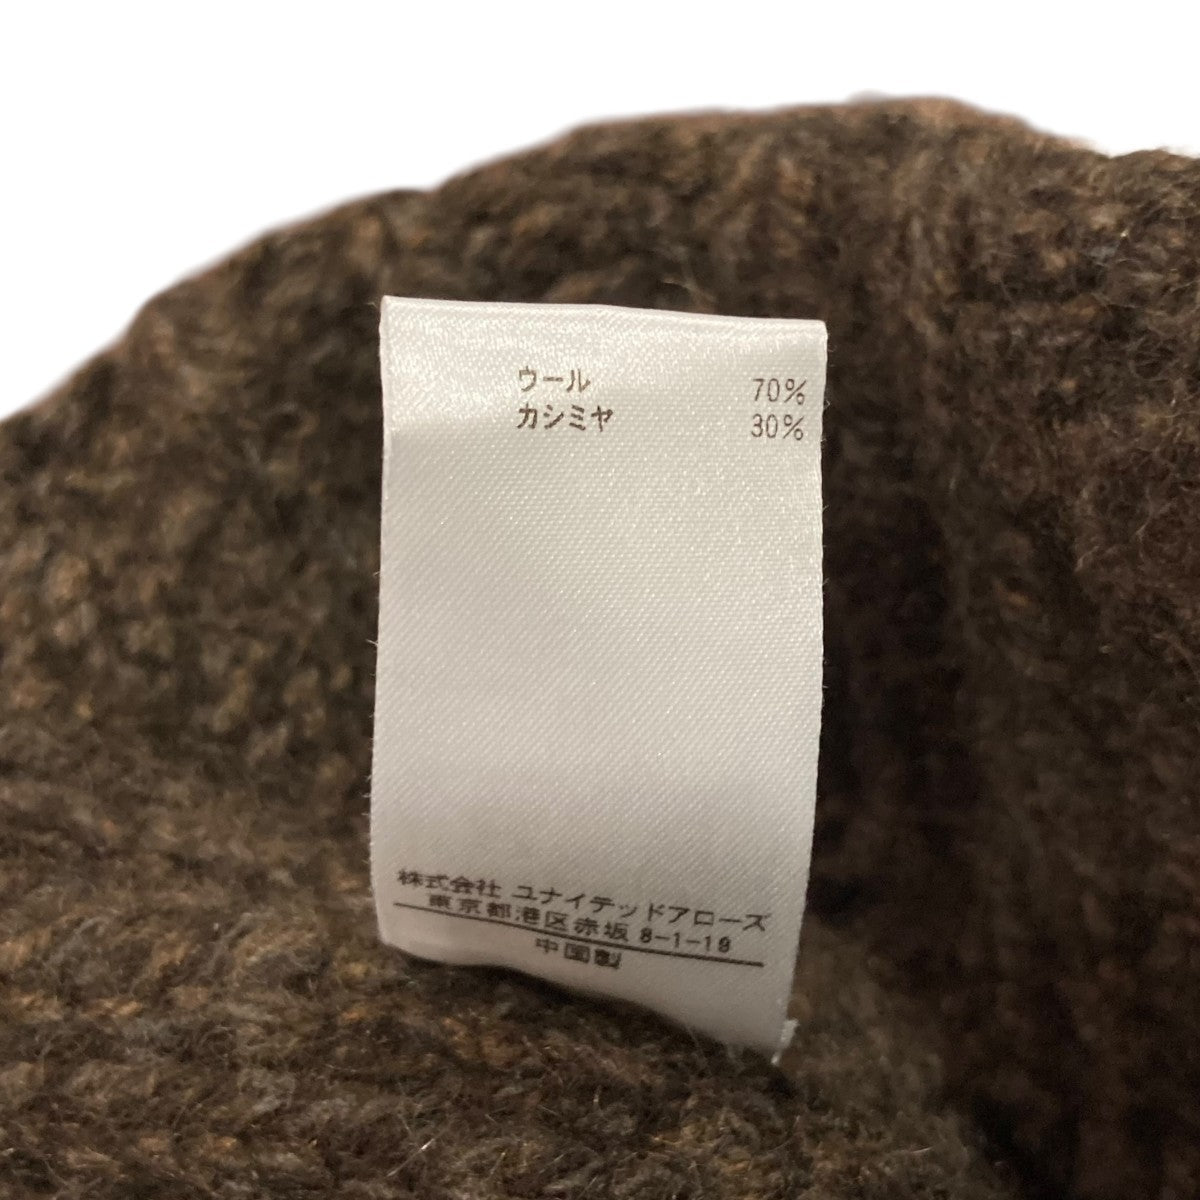 ウール 70%
カシミヤ 30%
株式会社 ユナイテッドアローズ
東京都港区赤坂 8-1-19
中国製